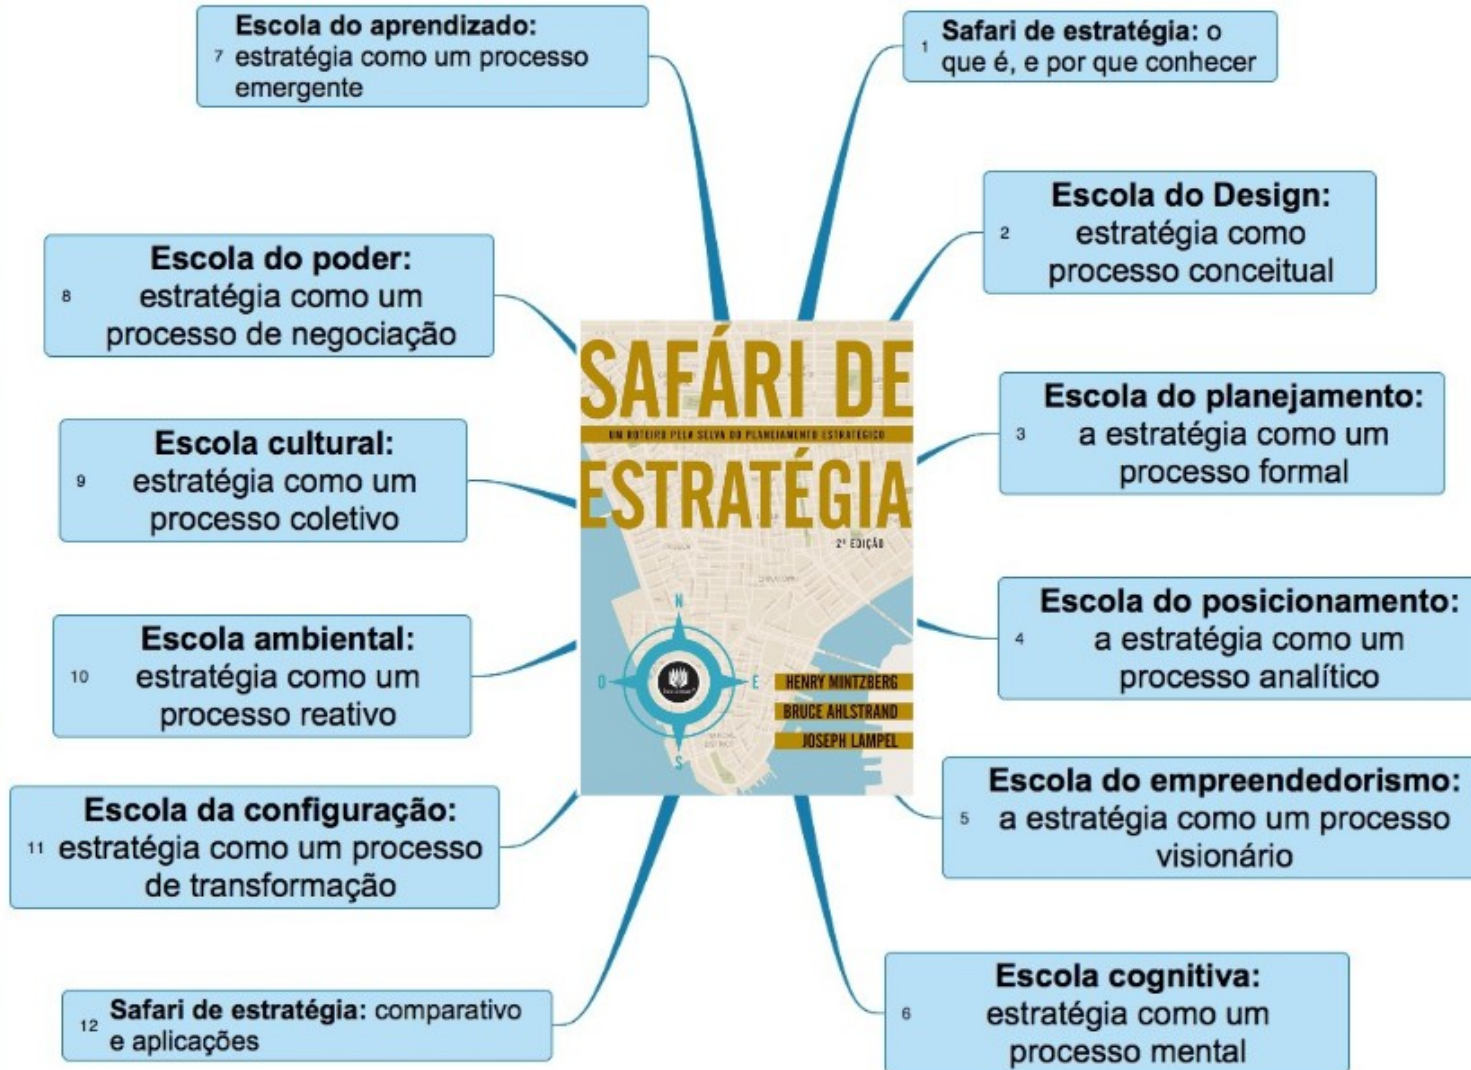 Escola do aprendizado:
7 estratégia como um processo
emergente
1 Safari de estratégia: o
que é, e por que conhecer
Escola do Design:
2 estratégia como
processo conceitual
Escola do poder:
8 estratégia como um
processo de negociação
Escola do planejamento:
3 a estratégia como um
processo formal
Escola cultural:
9 estratégia como um
processo coletivo
Escola do posicionamento:
4 a estratégia como um
processo analítico
Escola ambiental:
10 estratégia como um
processo reativo
Escola do empreendedorismo:
5 a estratégia como um processo
visionário
Escola da configuração:
11 estratégia como um processo
de transformação
Escola cognitiva:
6 estratégia como um
processo mental
12 Safari de estratégia: comparativo
e aplicações
SAFÁRI DE
UM ROTEIRO PELA SELVA DO PLANEJAMENTO ESTRATÉGICO
ESTRATÉGIA
2ª EDIÇÃO
N
O E
S
HENRY MINTZBERG
BRUCE AHLSTRAND
JOSEPH LAMPEL